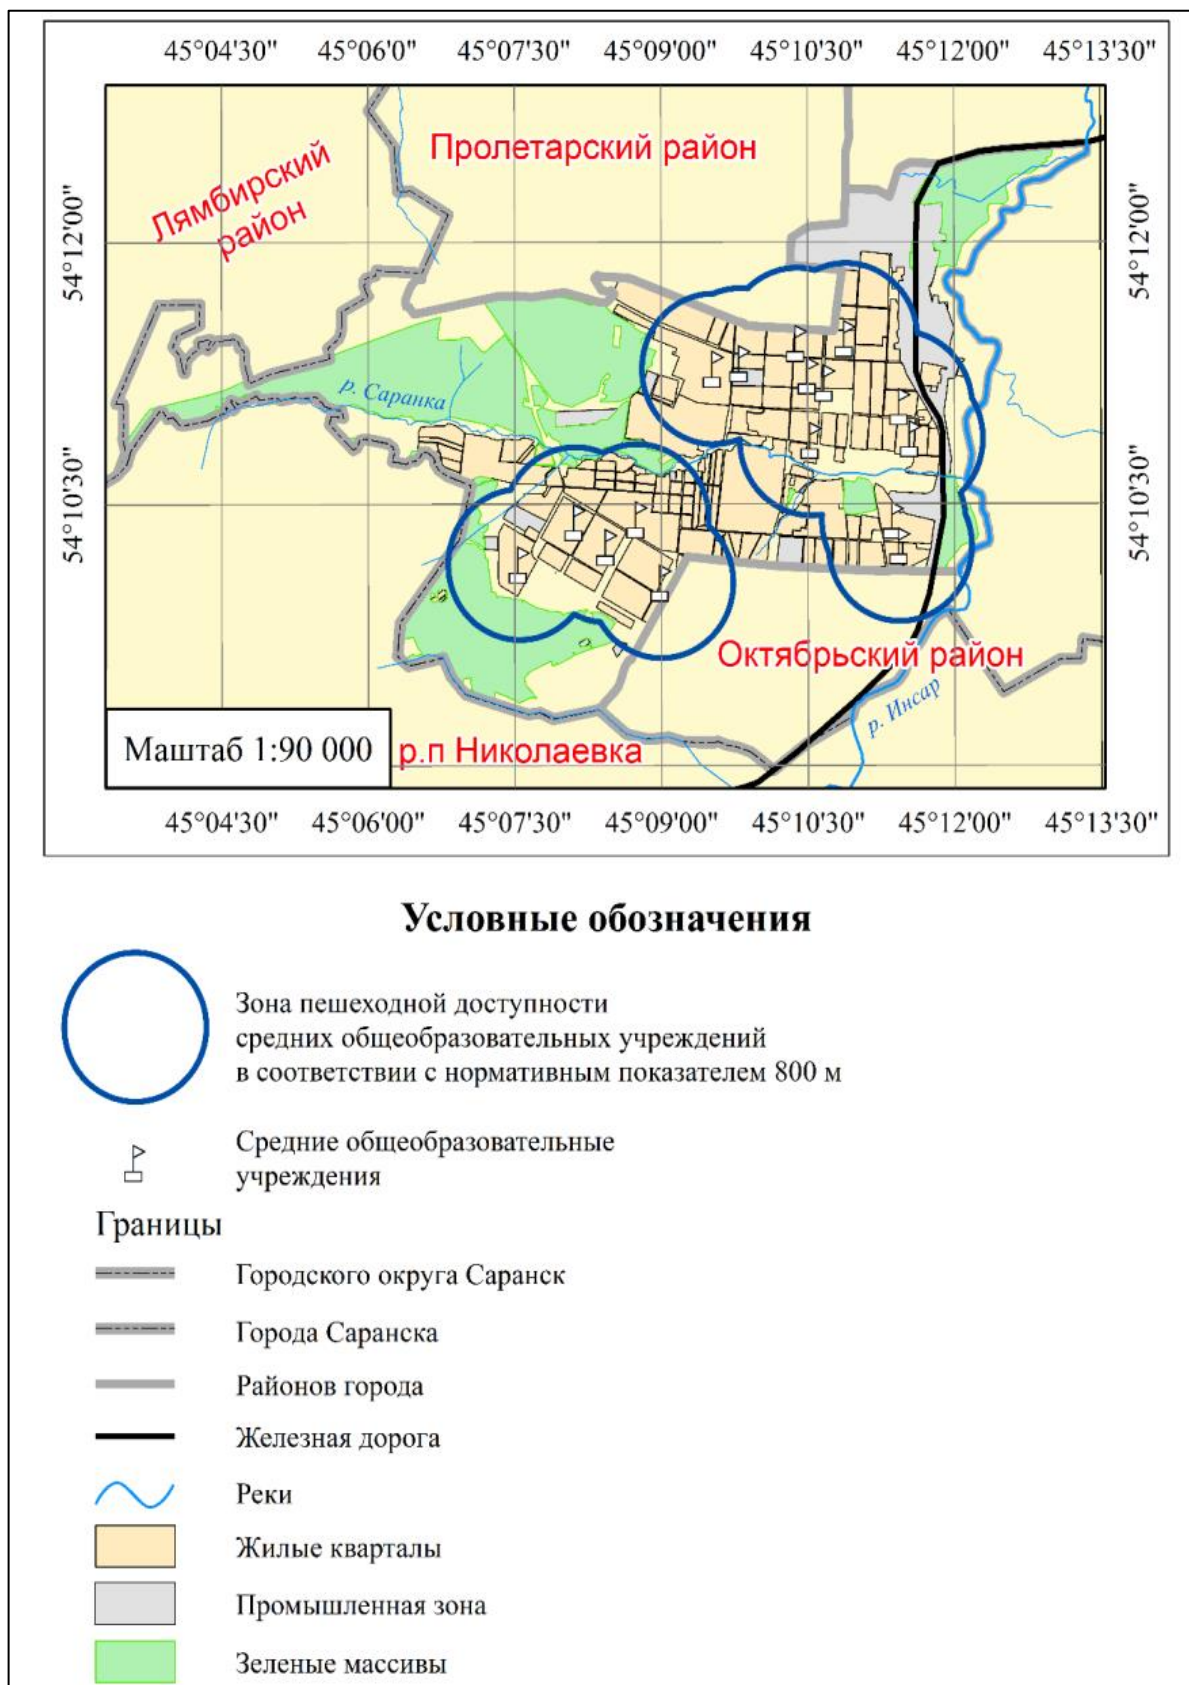 45°04'30" 45°06'0" 45°07'30" 45°09'00" 45°10'30" 45°12'00" 45°13'30"
Пролетарский район
Лямбирский
район
54°12'00" 54°12'00"
р. Саранка
54°10'30" 54°10'30"
Октябрьский район
р. Инсар
Маштаб 1:90 000
р.п Николаевка
45°04'30" 45°06'00" 45°07'30" 45°09'00" 45°10'30" 45°12'00" 45°13'30"
Условные обозначения
Зона пешеходной доступности
средних общеобразовательных учреждений
в соответствии с нормативным показателем 800 м
Средние общеобразовательные
учреждения
Границы
Городского округа Саранск
Города Саранска
Районов города
Железная дорога
Реки
Жилые кварталы
Промышленная зона
Зеленые массивы